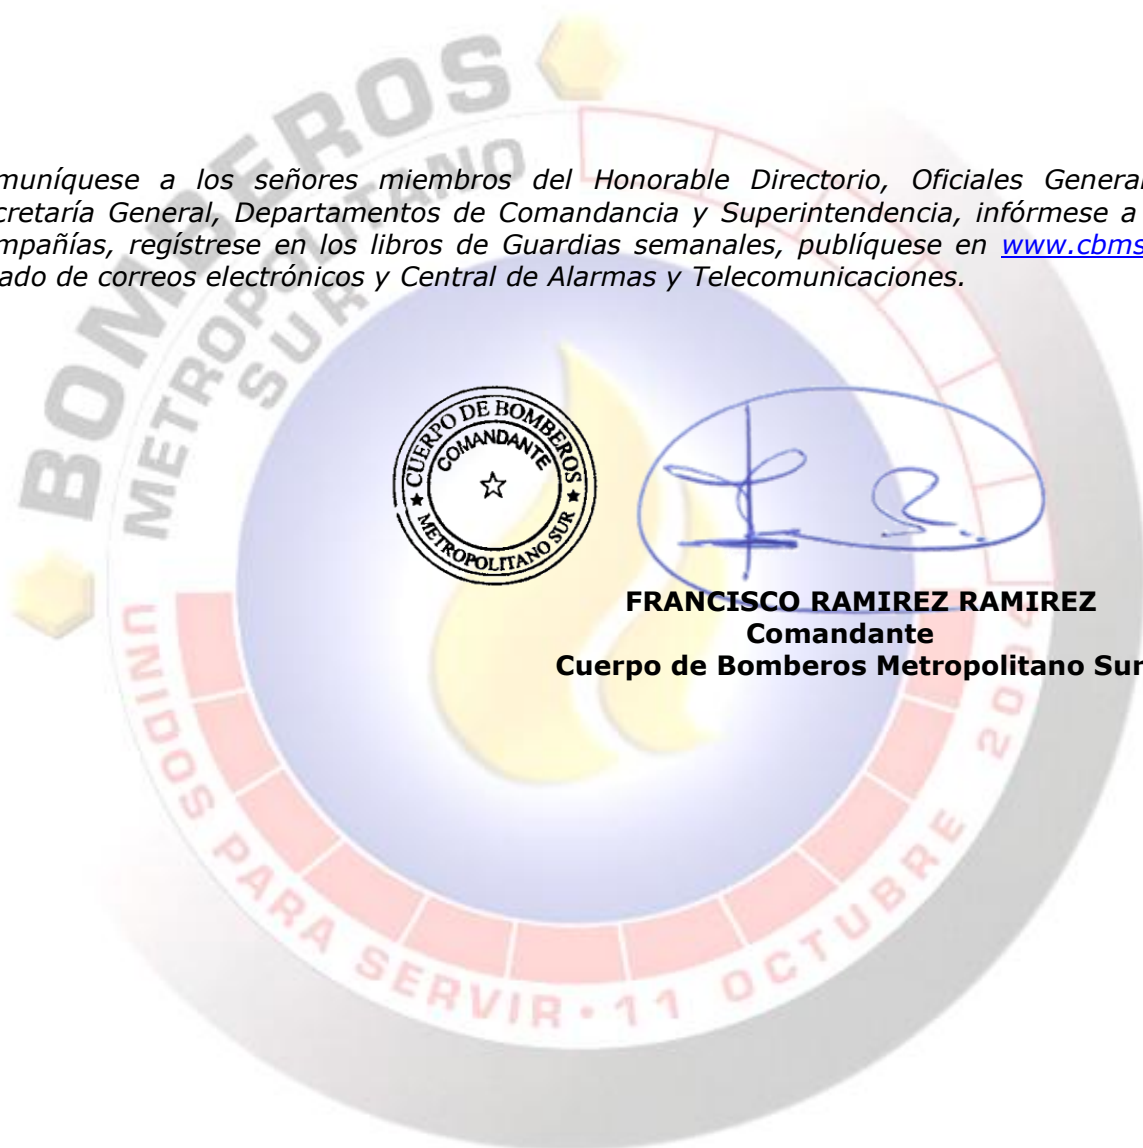 muníquese a los señores miembros del Honorable Directorio, Oficiales General
cretaría General, Departamentos de Comandancia y Superintendencia, infórmese a
mpañías, regístrese en los libros de Guardias semanales, publíquese en www.cbms
ado de correos electrónicos y Central de Alarmas y Telecomunicaciones.
CUERPO DE BOMBEROS
COMANDANTE
METROPOLITANO SUR
FRANCISCO RAMIREZ RAMIREZ
Comandante
Cuerpo de Bomberos Metropolitano Sur
BOMBEROS
METROPOLITANO
SUR
UNIDOS PARA SERVIR • 11 OCTUBRE 2004